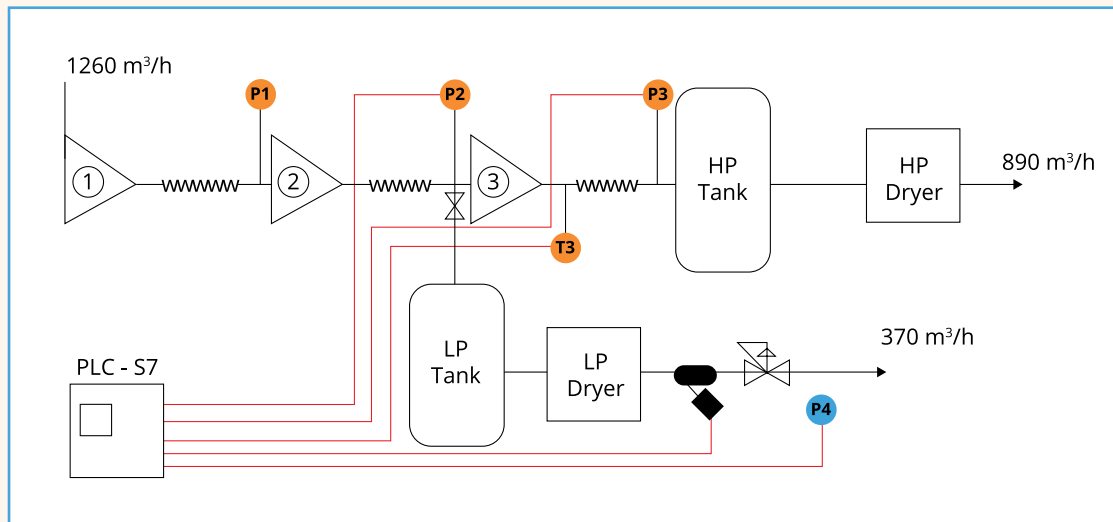 1260 m³/h
P1
P2
P3
1
2
3
HP
Tank
HP
Dryer
890 m³/h
T3
LP
Tank
LP
Dryer
370 m³/h
PLC - S7
P4